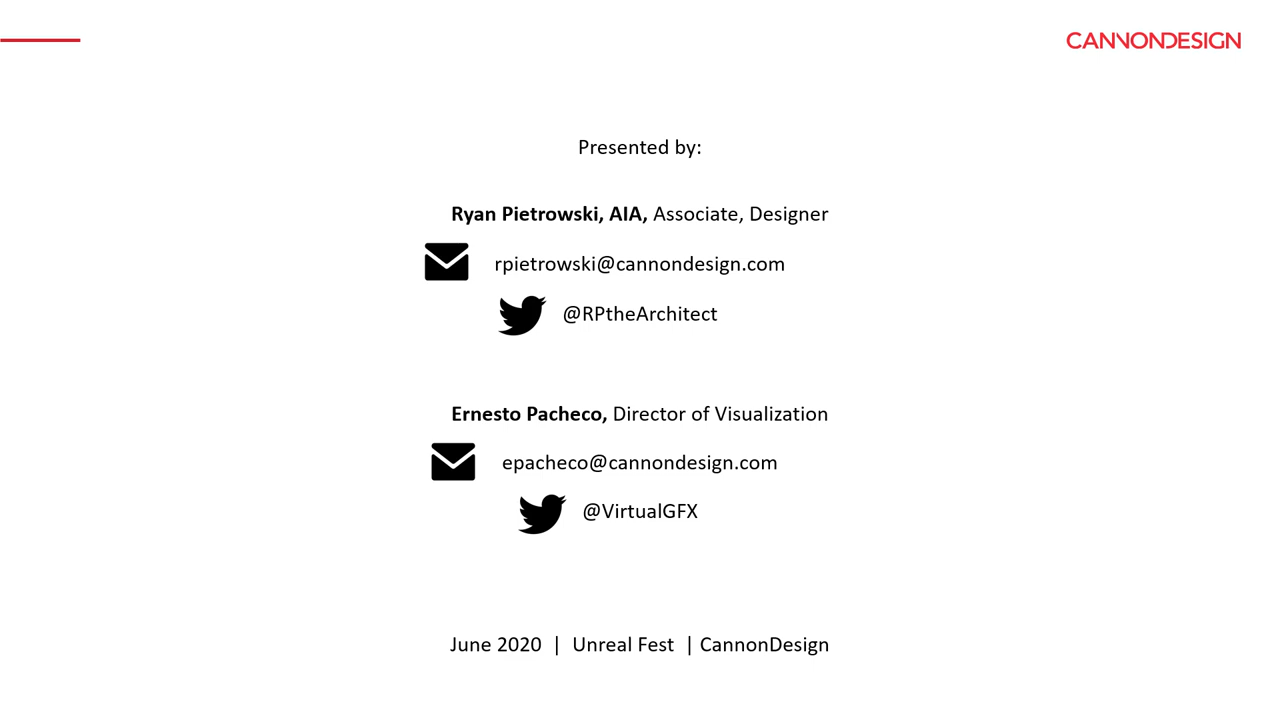 CANNONDESIGN
Presented by:
Ryan Pietrowski, AIA, Associate, Designer
rpietrowski@cannondesign.com
@RPtheArchitect
Ernesto Pacheco, Director of Visualization
epacheco@cannondesign.com
@VirtualGFX
June 2020 | Unreal Fest | CannonDesign